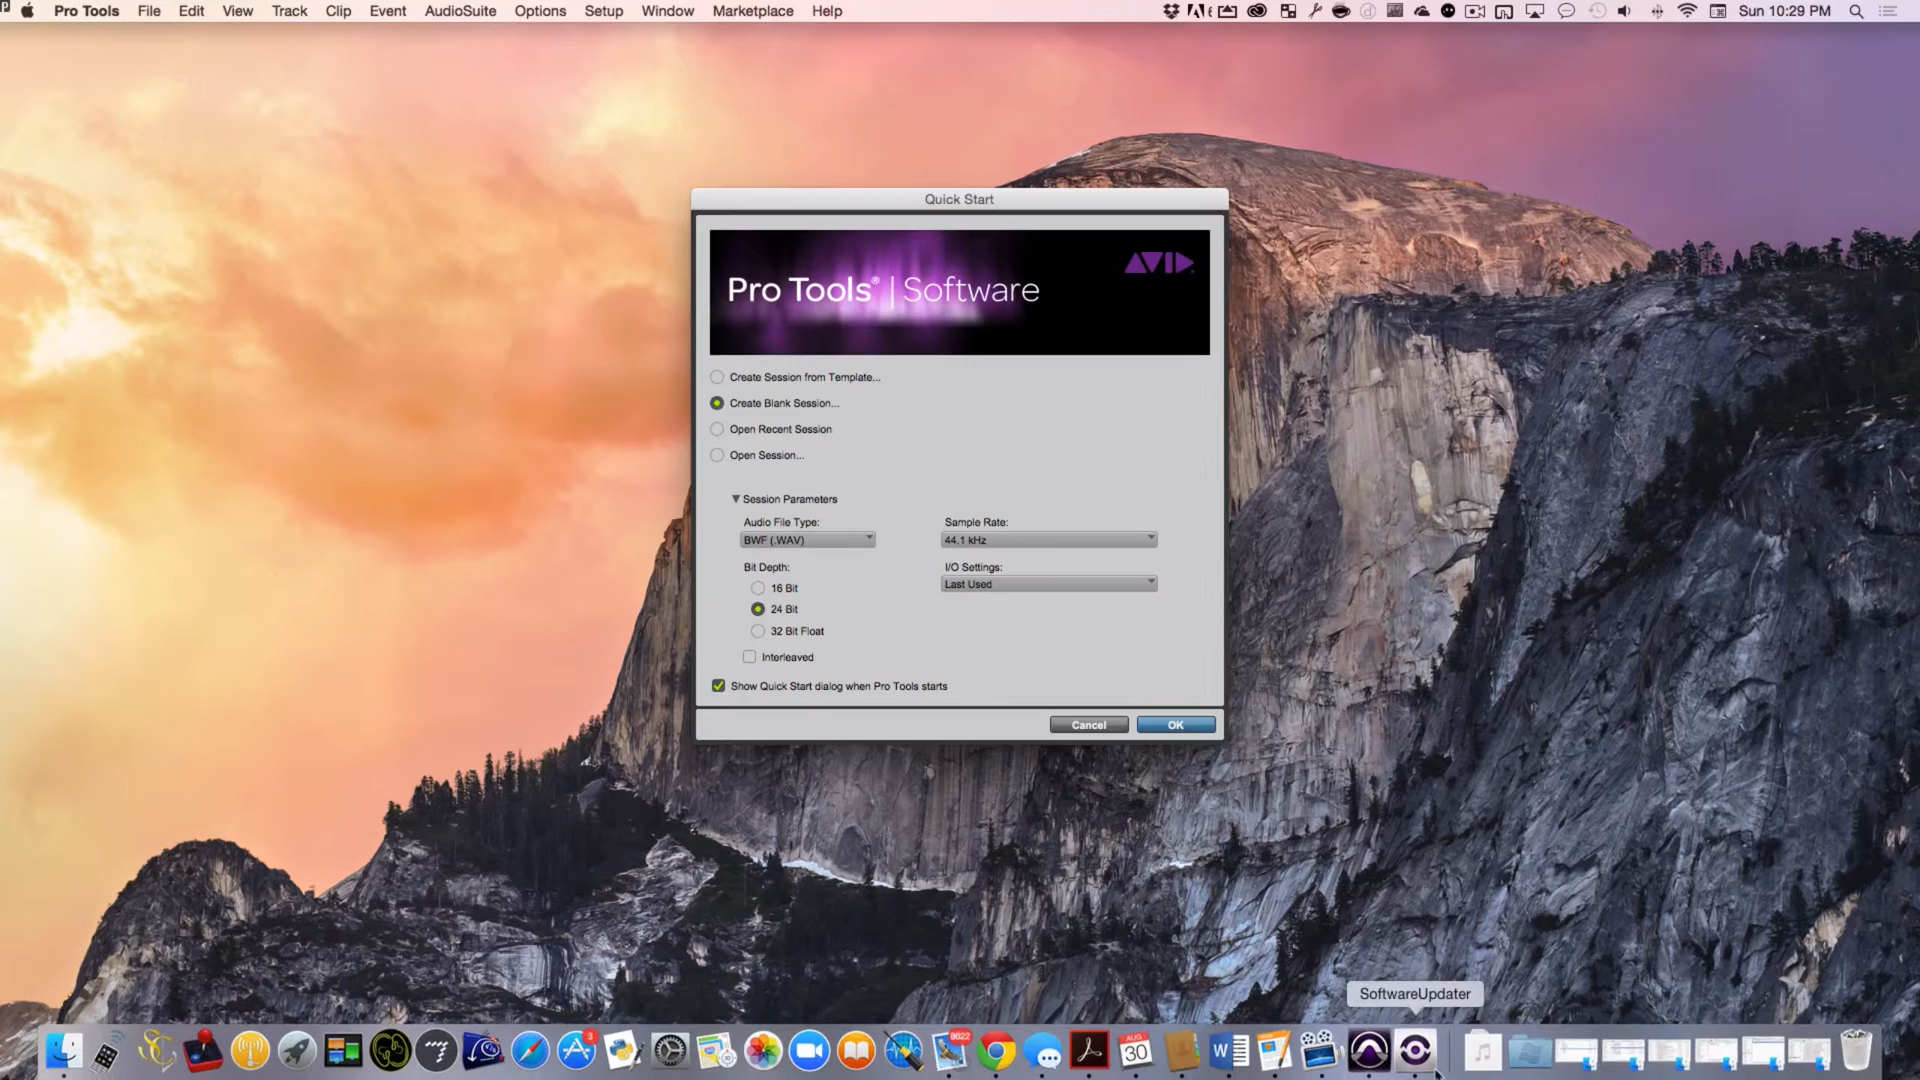 Pro Tools File Edit View Track Clip Event AudioSuite Options Setup Window Marketplace Help Sun 10:29 PM
Quick Start
AVID
Pro Tools® | Software
Create Session from Template...
Create Blank Session...
Open Recent Session
Open Session...
Session Parameters
Audio File Type: Sample Rate:
BWF (.WAV) 44.1 kHz
Bit Depth: I/O Settings:
16 Bit Last Used
24 Bit
32 Bit Float
Interleaved
Show Quick Start dialog when Pro Tools starts
Cancel OK
SoftwareUpdater
3 8622 AUG
30 W